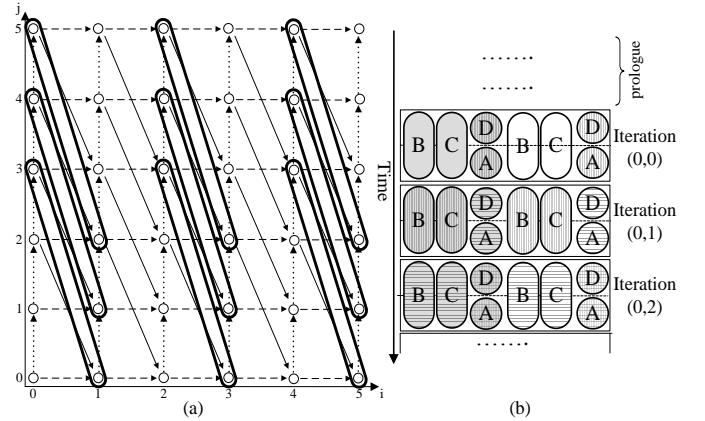 j
5
4
3
2
1
0
0 1 2 3 4 5 i
(a)
Time
.......
.......
prologue
B C D A B C D A
Iteration
(0,0)
B C D A B C D A
Iteration
(0,1)
B C D A B C D A
Iteration
(0,2)
.......
(b)